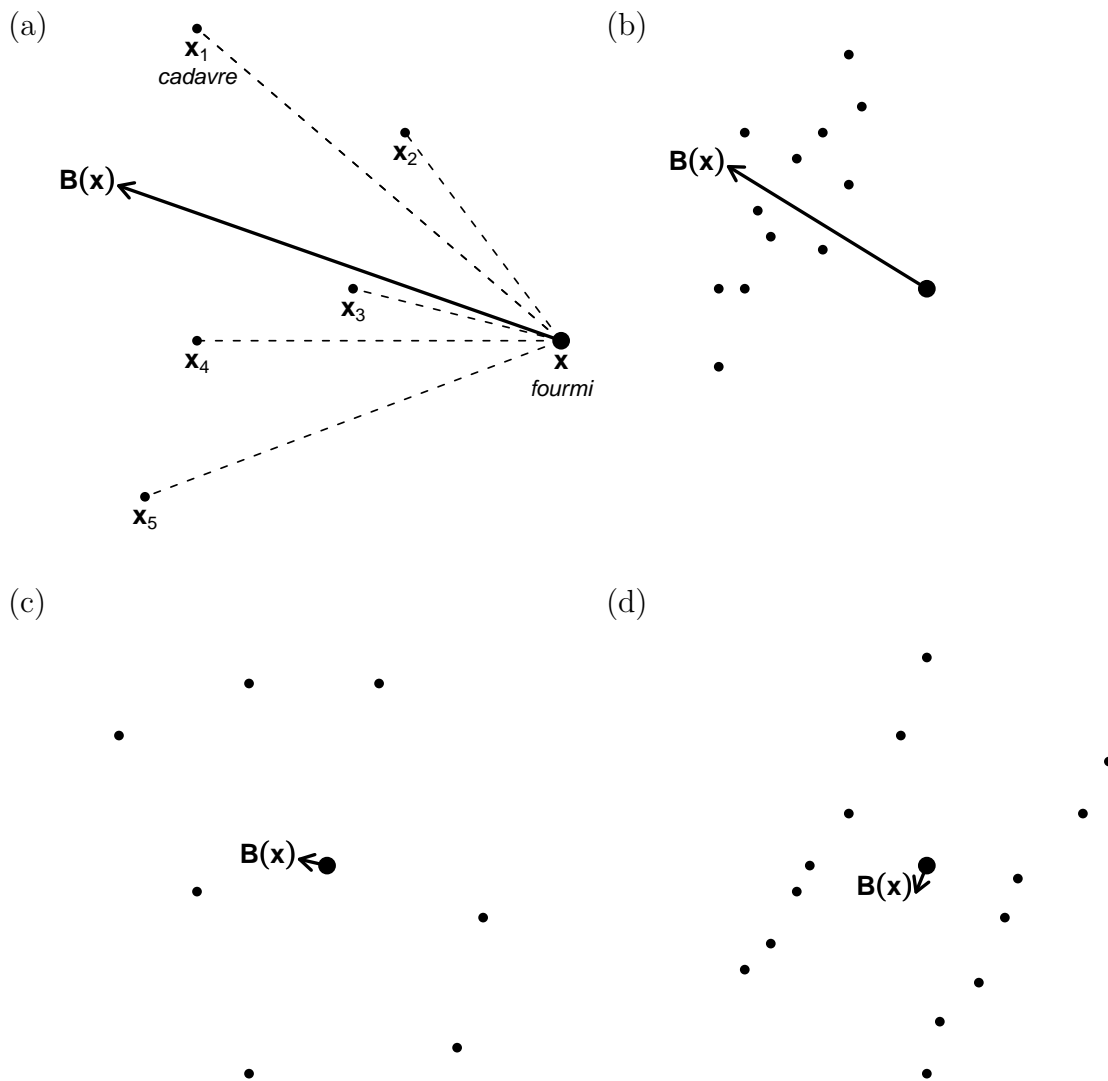 (a)
x1
cadavre
x2
B(x)
x3
x4
x
fourmi
x5
(b)
B(x)
(c)
B(x)
(d)
B(x)